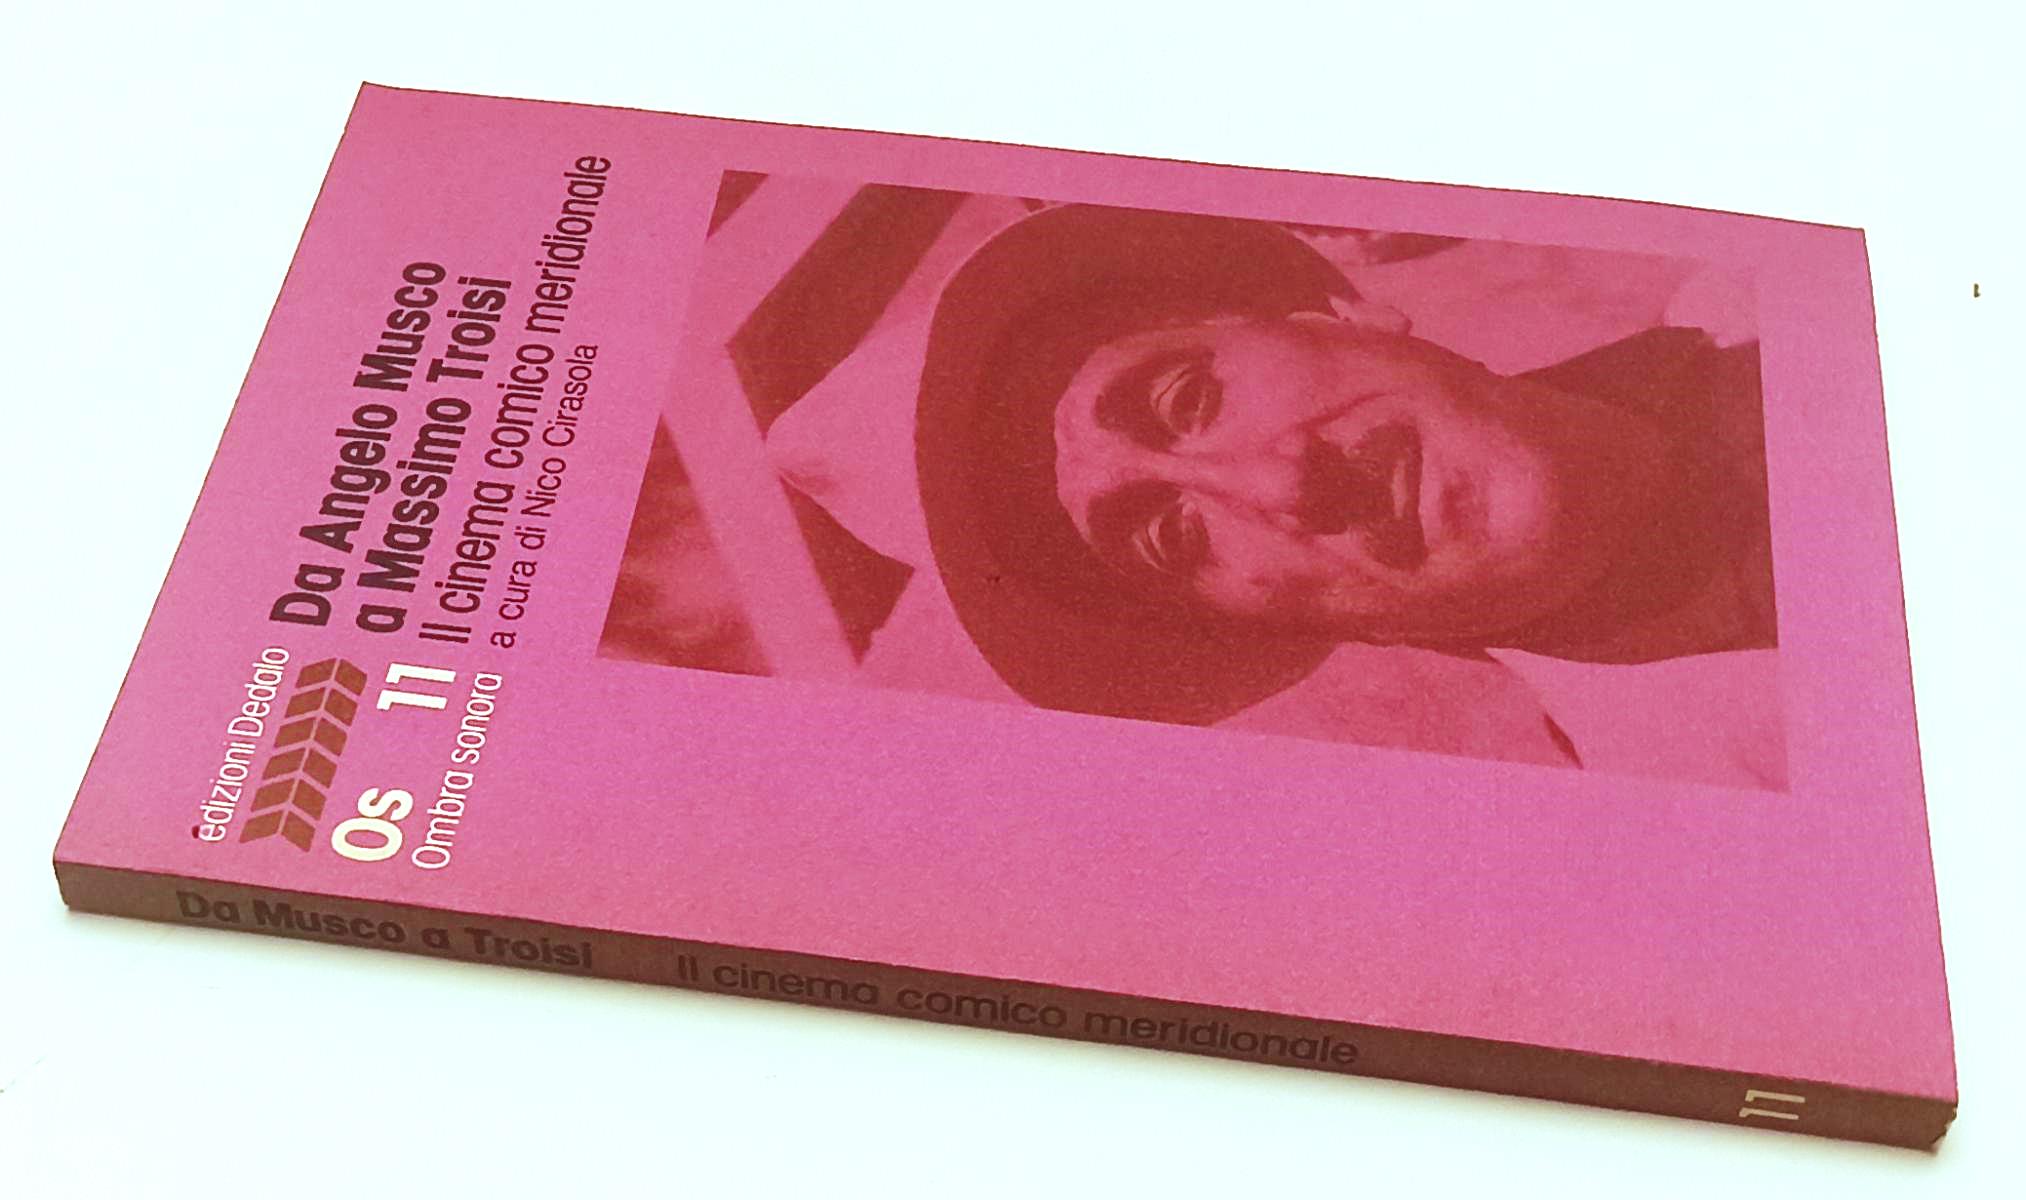 edizioni Dedalo
Os 11
Ombra sonora
Da Angelo Musco
a Massimo Troisi
Il cinema comico meridionale
a cura di Nico Cirasola
Da Musco a Troisi Il cinema comico meridionale 11